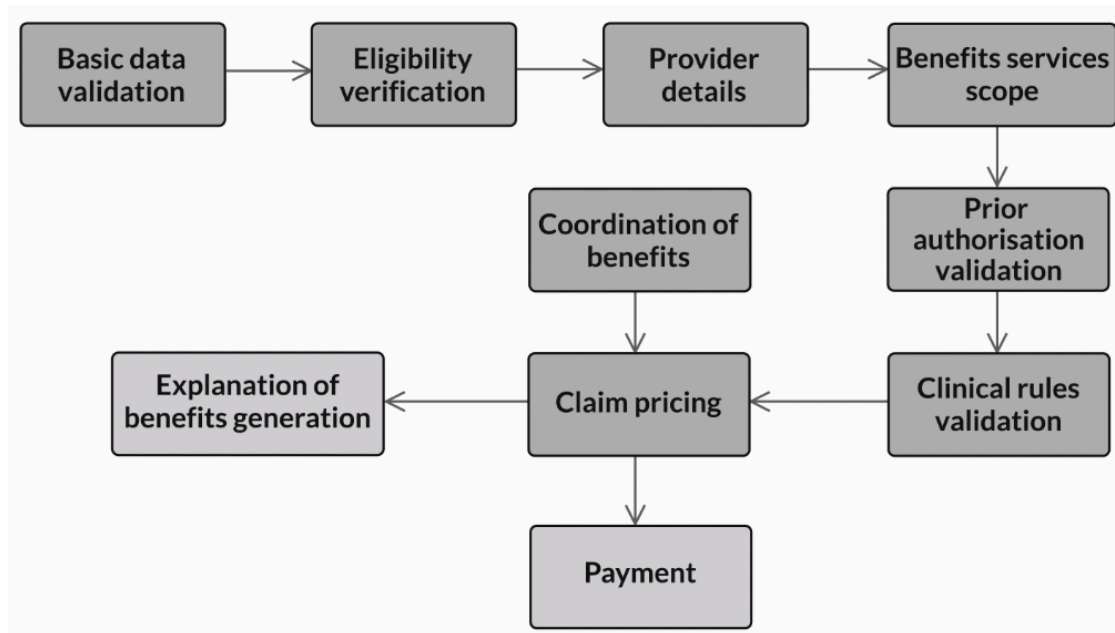 Basic data
validation
Eligibility
verification
Provider
details
Benefits services
scope
Coordination of
benefits
Prior
authorisation
validation
Explanation of
benefits generation
Claim pricing
Clinical rules
validation
Payment